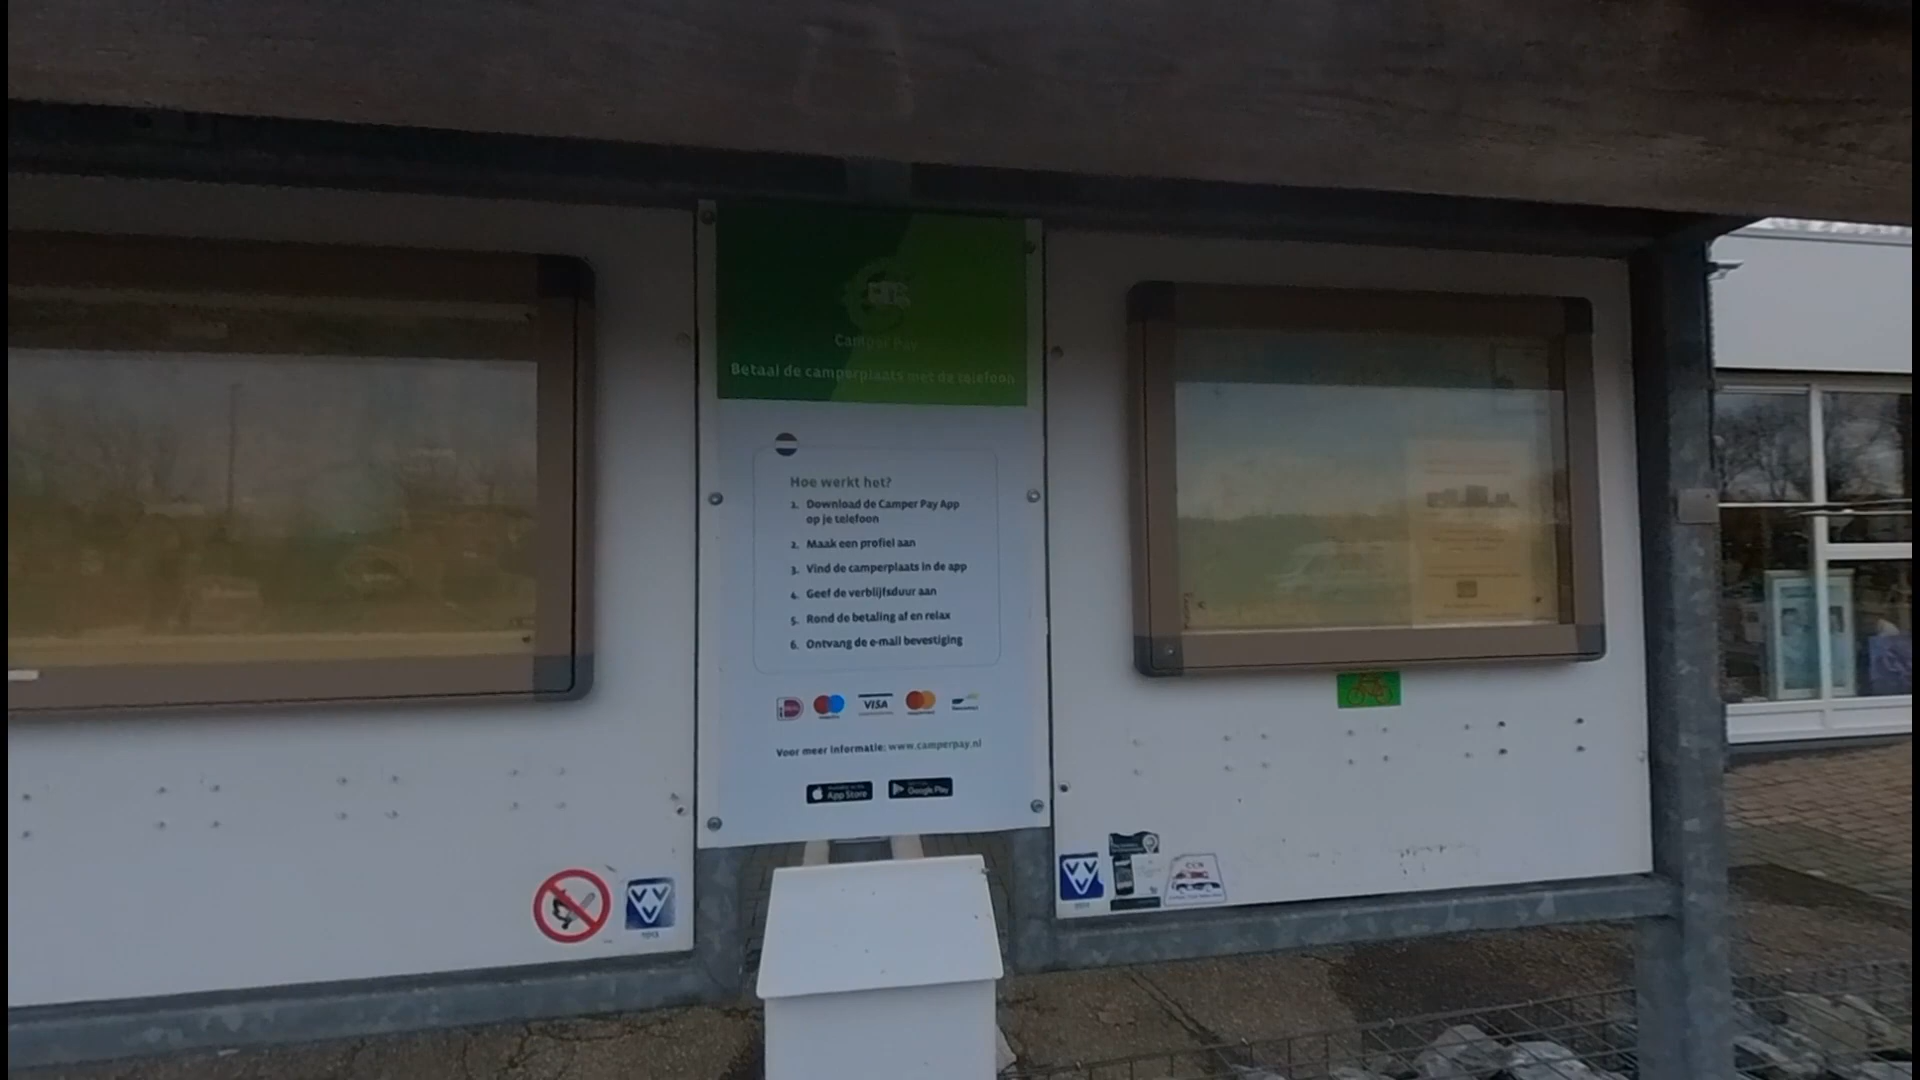 Camper Pay
Betaal de camperplaats met de telefoon
Hoe werkt het?
1. Download de Camper Pay App
op je telefoon
2. Maak een profiel aan
3. Vind de camperplaats in de app
4. Geef de verblijfsduur aan
5. Rond de betaling af en relax
6. Ontvang de e-mail bevestiging
VISA
Voor meer informatie: www.camperpay.nl
App Store
Google Play